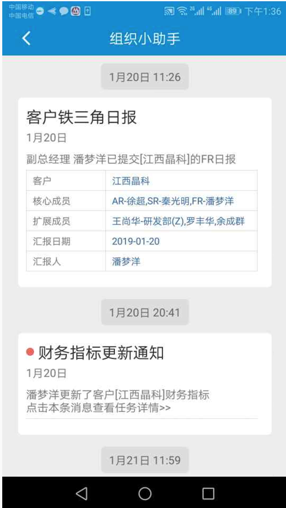 中国移动
中国电信
下午1:36
组织小助手
1月20日 11:26
客户铁三角日报
1月20日
副总经理 潘梦洋已提交[江西晶科]的FR日报
客户 江西晶科
核心成员 AR-徐超,SR-秦光明,FR-潘梦洋
扩展成员 王尚华-研发部(Z),罗丰华,余成群
汇报日期 2019-01-20
汇报人 潘梦洋
1月20日 20:41
财务指标更新通知
1月20日
潘梦洋更新了客户[江西晶科]财务指标
点击本条消息查看任务详情>>
1月21日 11:59